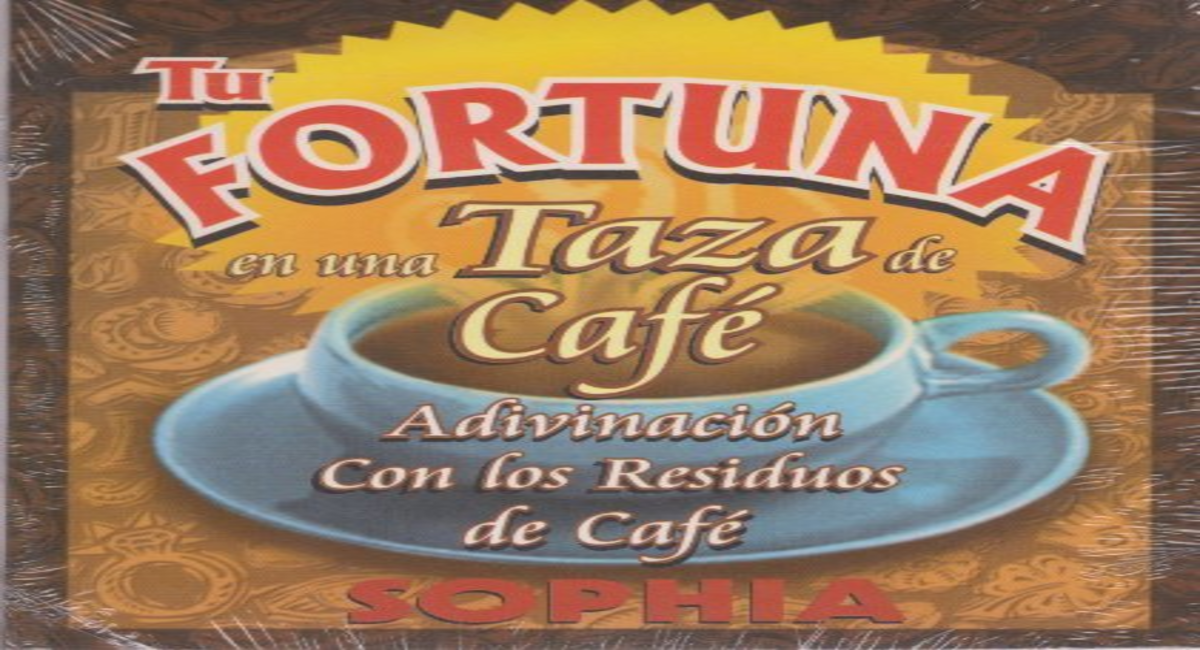 Tu
FORTUNA
en una Taza de
Café
Adivinación
Con los Residuos
de Café
SOPHIA